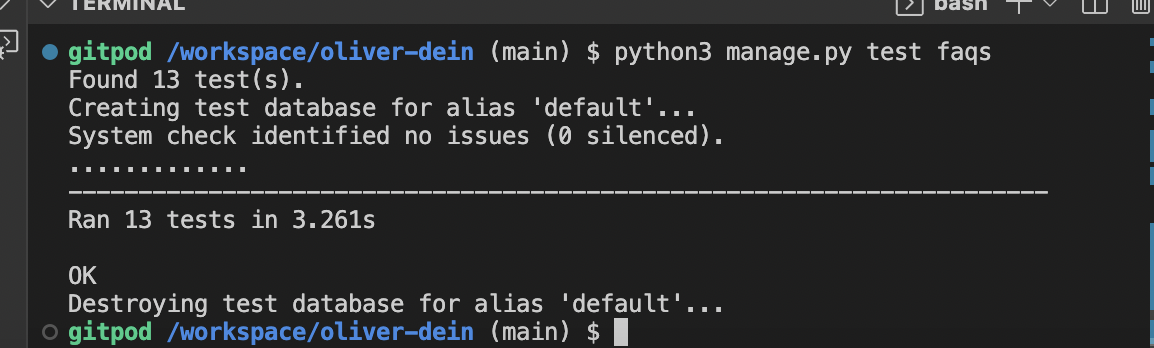 TERMINAL bash
gitpod /workspace/oliver-dein (main) $ python3 manage.py test faqs
Found 13 test(s).
Creating test database for alias 'default'...
System check identified no issues (0 silenced).
.............
----------------------------------------------------------------------
Ran 13 tests in 3.261s
OK
Destroying test database for alias 'default'...
gitpod /workspace/oliver-dein (main) $